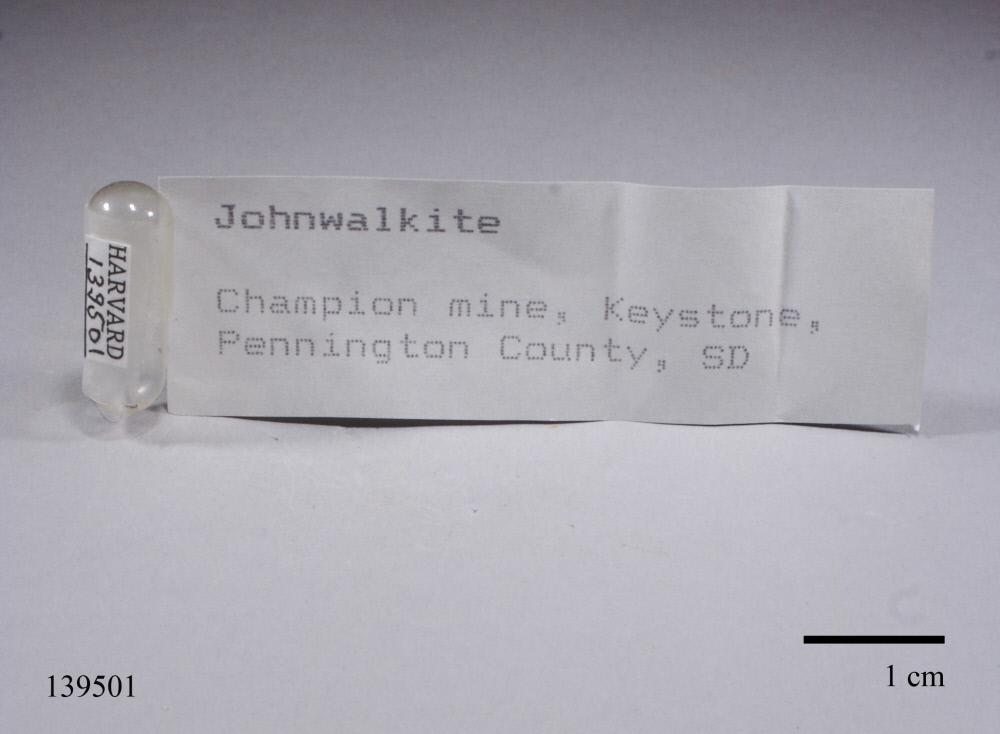 Johnwalkite
Champion mine, Keystone,
Pennington County, SD
HARVARD
139501
139501
1 cm